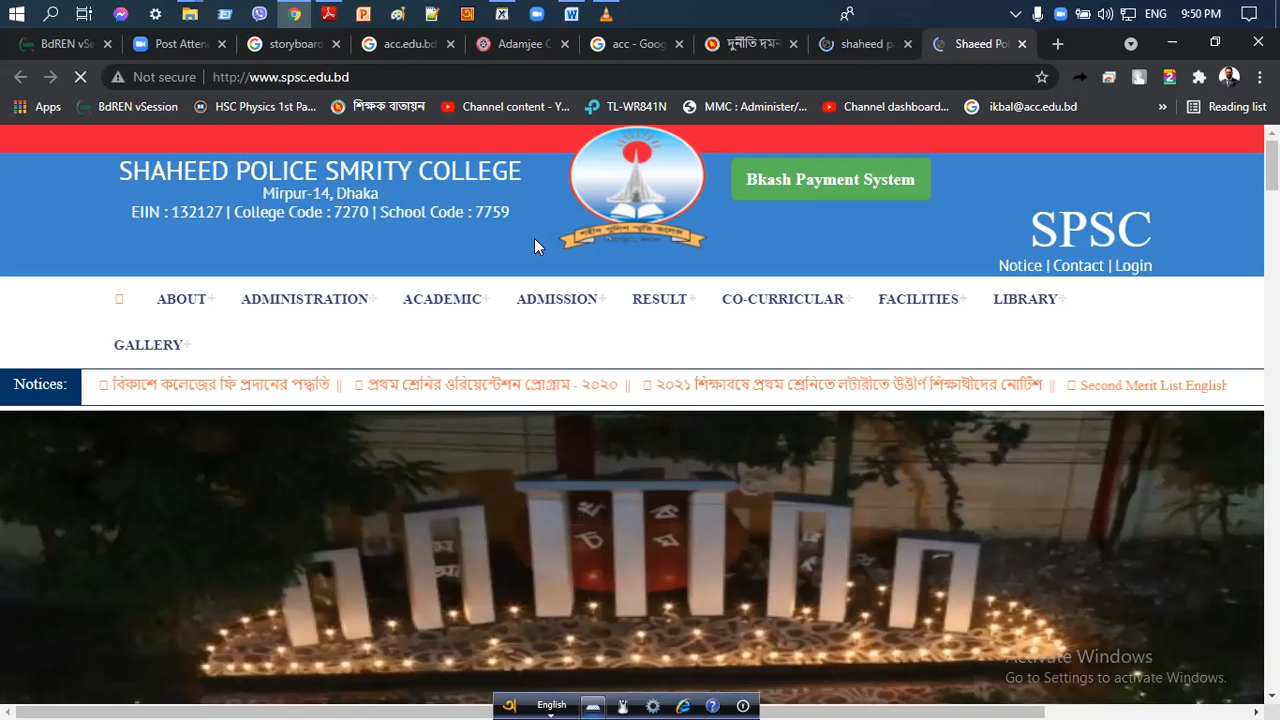 ENG 9:50 PM
BdREN vSe Post Atten storyboard acc.edu.bd Adamjee C acc - Goog দুর্নীতি দমন shaheed p Shaeed Pol
Not secure http://www.spsc.edu.bd
Apps BdREN vSession HSC Physics 1st Pa... শিক্ষক বাতায়ন Channel content - Y... TL-WR841N MMC : Administer/... Channel dashboard... ikbal@acc.edu.bd » Reading list
SHAHEED POLICE SMRITY COLLEGE
Mirpur-14, Dhaka
EIIN : 132127 | College Code : 7270 | School Code : 7759
শহীদ পুলিশ স্মৃতি কলেজ
Bkash Payment System
SPSC
Notice | Contact | Login
ABOUT+ ADMINISTRATION+ ACADEMIC+ ADMISSION+ RESULT+ CO-CURRICULAR+ FACILITIES+ LIBRARY+
GALLERY+
Notices: বিকাশে কলেজের ফি প্রদানের পদ্ধতি || প্রথম শ্রেনির ওরিয়েন্টেশন প্রোগ্রাম - ২০২০ || ২০২১ শিক্ষাবর্ষে প্রথম শ্রেনিতে লটারীতে উত্তীর্ণ শিক্ষার্থীদের নোটিশ || Second Merit List English
Activate Windows
Go to Settings to activate Windows.
English